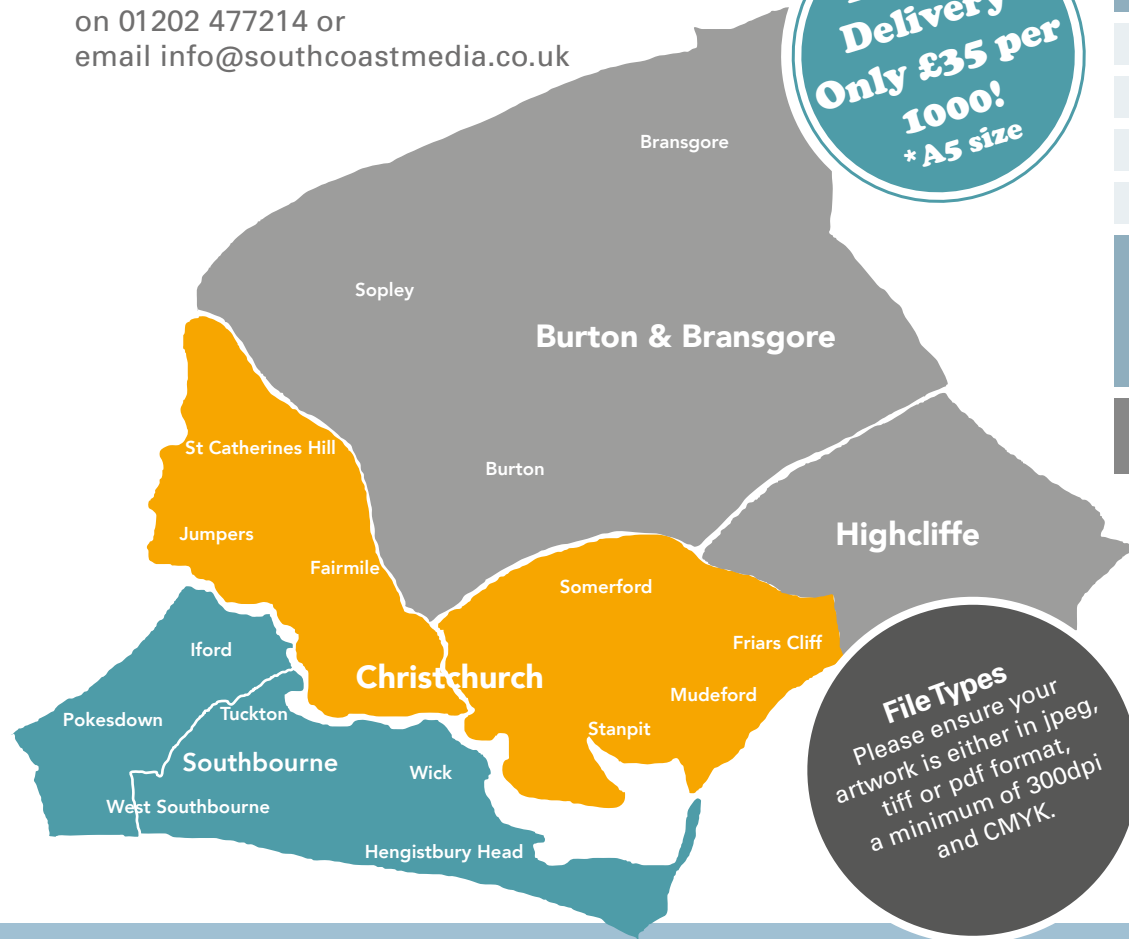 on 01202 477214 or
email info@southcoastmedia.co.uk
Delivery
Only £35 per
1000!
*A5 size
Bransgore
Sopley
Burton & Bransgore
St Catherines Hill
Burton
Jumpers
Highcliffe
Fairmile
Somerford
Friars Cliff
Iford
Christchurch
Mudeford
Pokesdown
Tuckton
Stanpit
Southbourne
Wick
West Southbourne
Hengistbury Head
File Types
Please ensure your
artwork is either in jpeg,
tiff or pdf format,
a minimum of 300dpi
and CMYK.